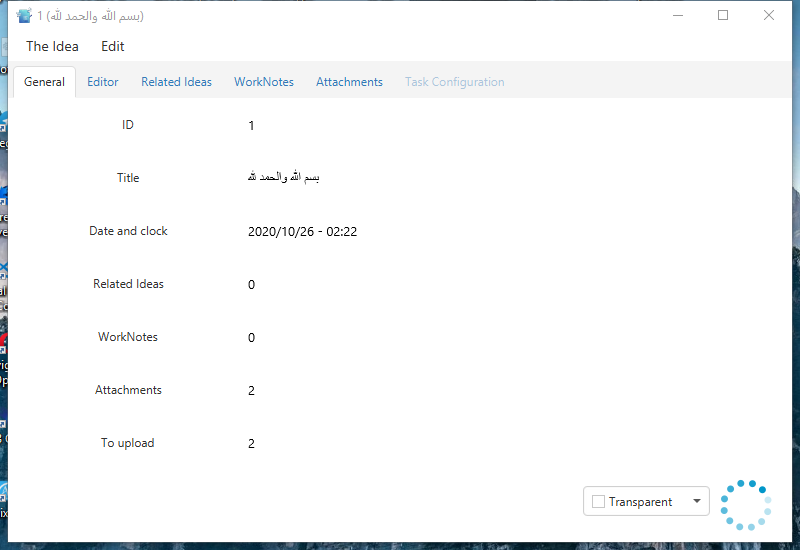 1 (بسم الله والحمد لله)
The Idea Edit
General Editor Related Ideas WorkNotes Attachments Task Configuration
ID 1
Title بسم الله والحمد لله
Date and clock 2020/10/26 - 02:22
Related Ideas 0
WorkNotes 0
Attachments 2
To upload 2
Transparent